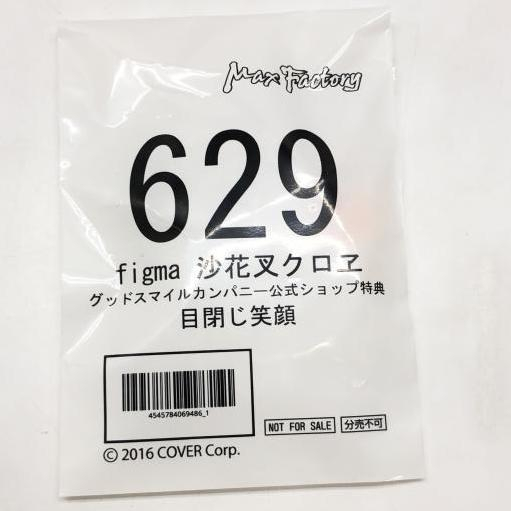 Max Factory
629
figma 沙花叉クロヱ
グッドスマイルカンパニー公式ショップ特典
目閉じ笑顔
4545784069486_1
NOT FOR SALE 分売不可
© 2016 COVER Corp.